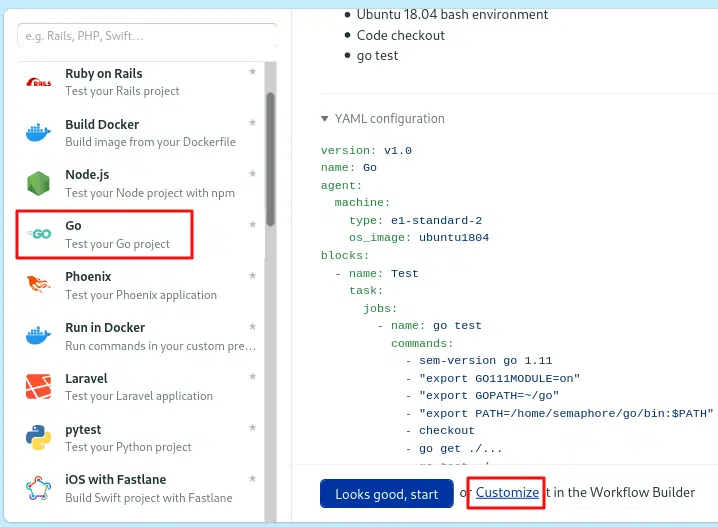 e.g. Rails, PHP, Swift...
RAILS
Ruby on Rails
Test your Rails project
Build Docker
Build image from your Dockerfile
Node.js
Test your Node project with npm
GO
Go
Test your Go project
Phoenix
Test your Phoenix application
Run in Docker
Run commands in your custom pre...
Laravel
Test your Laravel application
pytest
Test your Python project
iOS with Fastlane
Build Swift project with Fastlane
• Ubuntu 18.04 bash environment
• Code checkout
• go test
▼ YAML configuration
version: v1.0
name: Go
agent:
machine:
type: e1-standard-2
os_image: ubuntu1804
blocks:
- name: Test
task:
jobs:
- name: go test
commands:
- sem-version go 1.11
- "export GO111MODULE=on"
- "export GOPATH=~/go"
- "export PATH=/home/semaphore/go/bin:$PATH"
- checkout
- go get ./...
Looks good, start or Customize it in the Workflow Builder